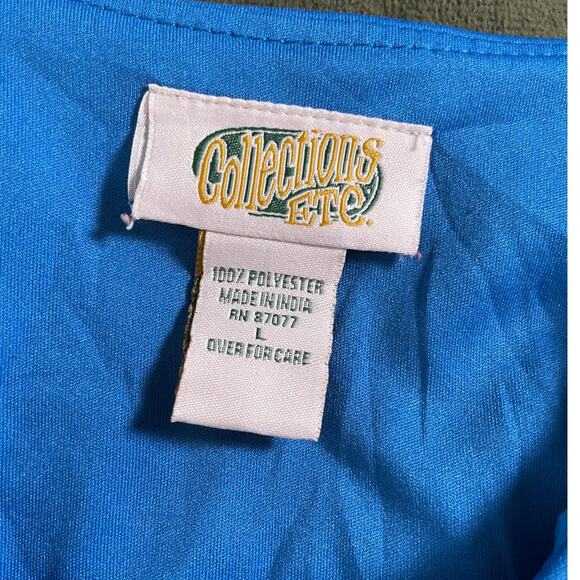 Collections
ETC.
100% POLYESTER
MADE IN INDIA
RN 87077
L
OVER FOR CARE